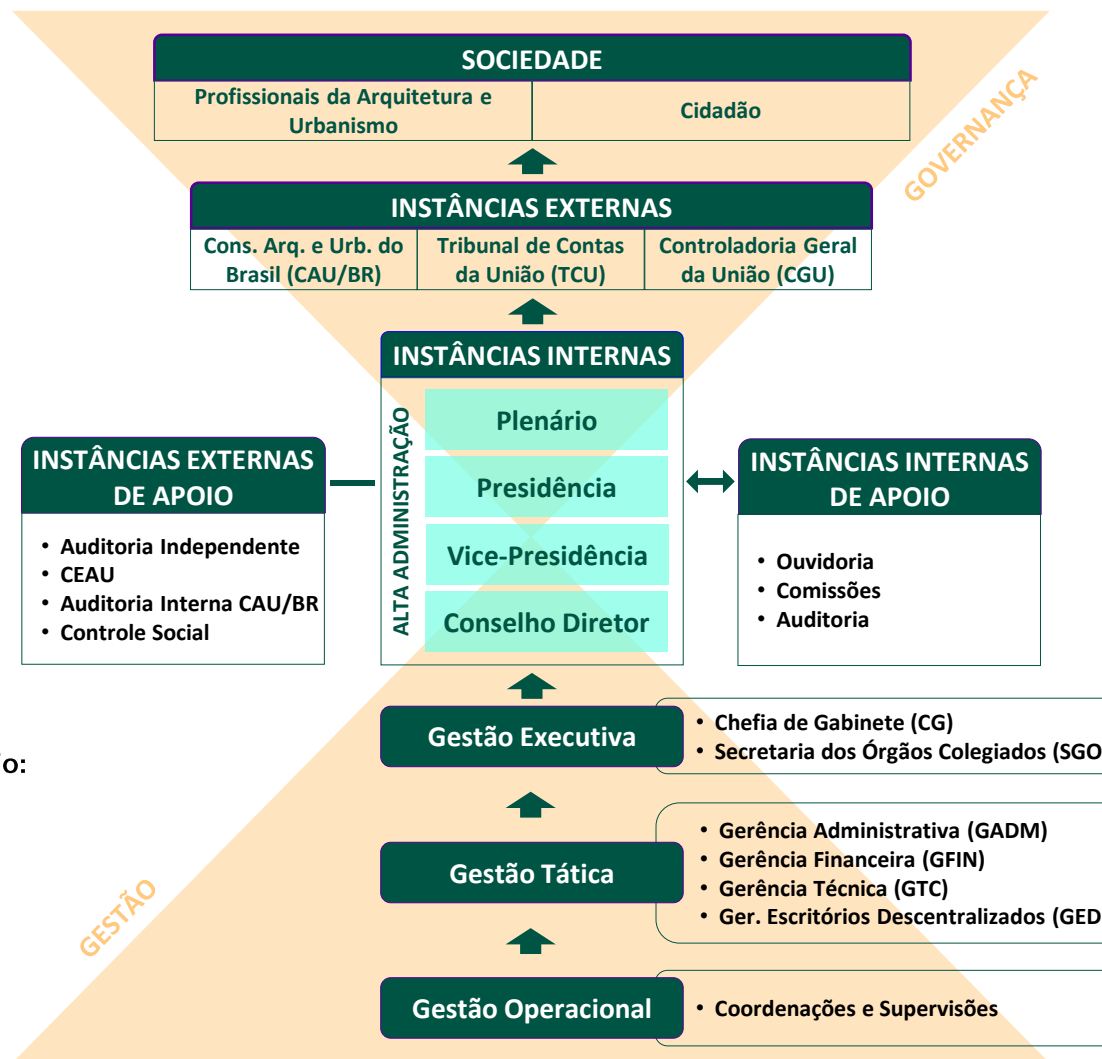 SOCIEDADE
Profissionais da Arquitetura e
Urbanismo
Cidadão
GOVERNANÇA
INSTÂNCIAS EXTERNAS
Cons. Arq. e Urb. do
Brasil (CAU/BR)
Tribunal de Contas
da União (TCU)
Controladoria Geral
da União (CGU)
INSTÂNCIAS INTERNAS
ALTA ADMINISTRAÇÃO
Plenário
Presidência
Vice-Presidência
Conselho Diretor
INSTÂNCIAS EXTERNAS
DE APOIO
• Auditoria Independente
• CEAU
• Auditoria Interna CAU/BR
• Controle Social
INSTÂNCIAS INTERNAS
DE APOIO
• Ouvidoria
• Comissões
• Auditoria
Gestão Executiva
• Chefia de Gabinete (CG)
• Secretaria dos Órgãos Colegiados (SGO
o:
Gestão Tática
• Gerência Administrativa (GADM)
• Gerência Financeira (GFIN)
• Gerência Técnica (GTC)
• Ger. Escritórios Descentralizados (GED
GESTÃO
Gestão Operacional
• Coordenações e Supervisões